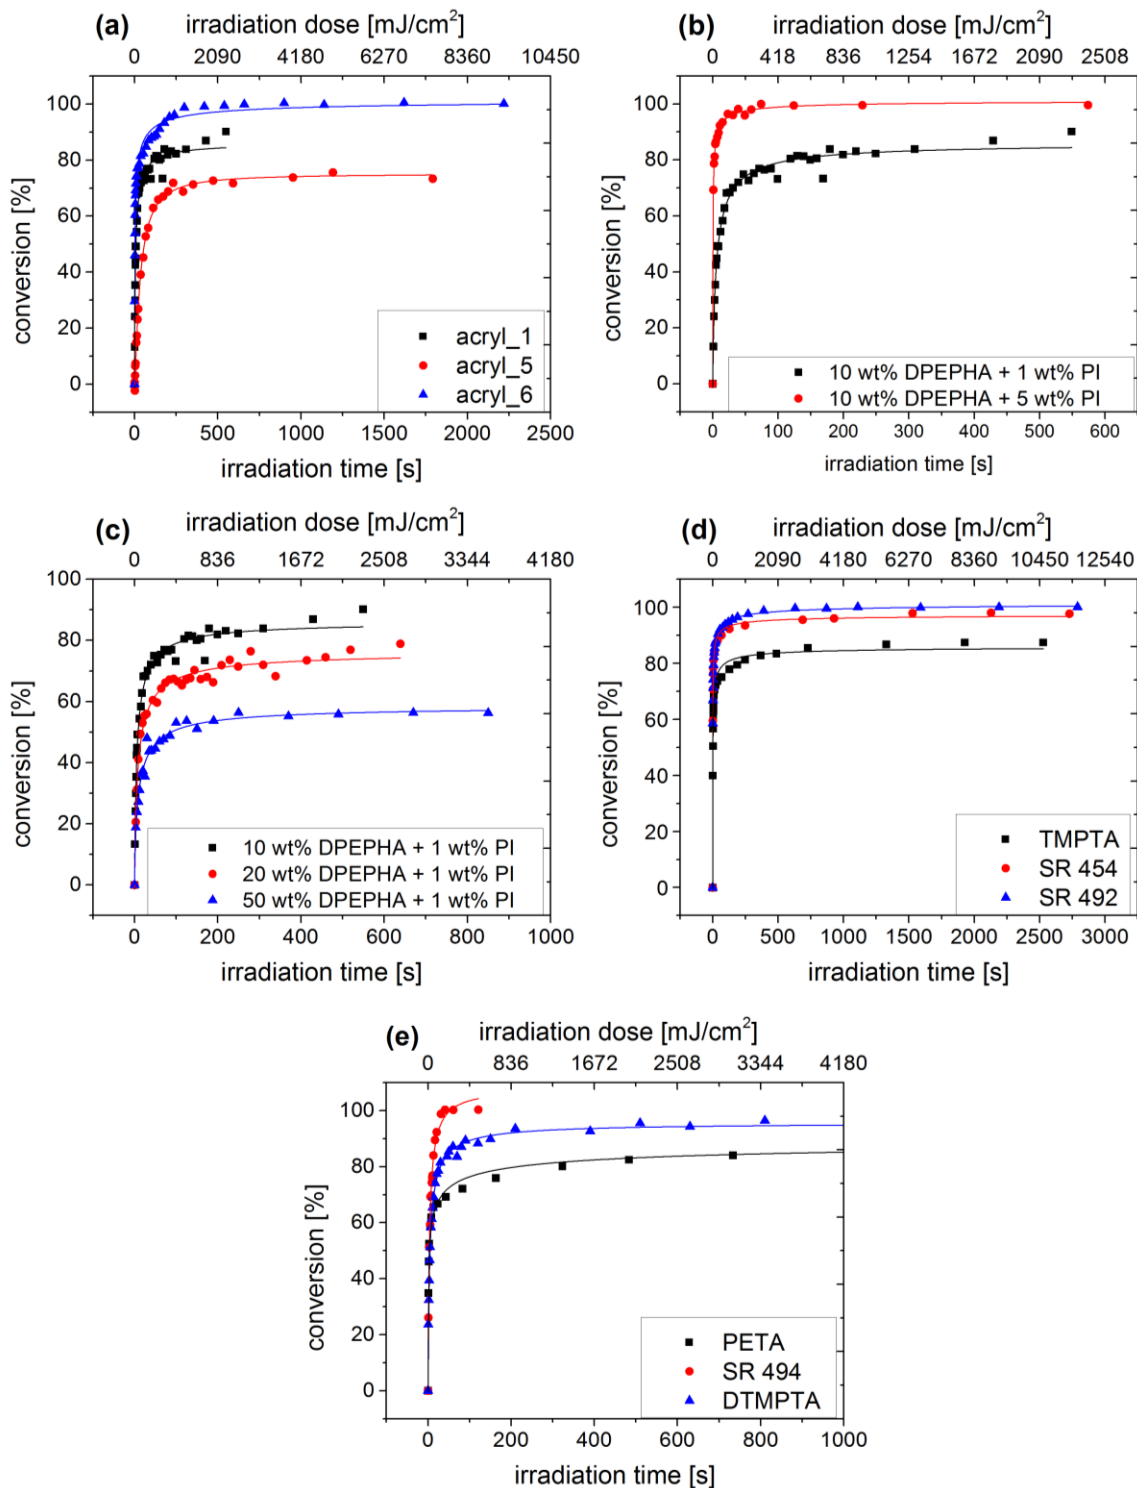 (a)
irradiation dose [mJ/cm²]
0 2090 4180 6270 8360 10450
100
80
60
40
20
0
conversion [%]
acryl_1
acryl_5
acryl_6
0 500 1000 1500 2000 2500
irradiation time [s]
(b)
irradiation dose [mJ/cm²]
0 418 836 1254 1672 2090 2508
100
80
60
40
20
0
conversion [%]
10 wt% DPEPHA + 1 wt% PI
10 wt% DPEPHA + 5 wt% PI
0 100 200 300 400 500 600
irradiation time [s]
(c)
irradiation dose [mJ/cm²]
0 836 1672 2508 3344 4180
100
80
60
40
20
0
conversion [%]
10 wt% DPEPHA + 1 wt% PI
20 wt% DPEPHA + 1 wt% PI
50 wt% DPEPHA + 1 wt% PI
0 200 400 600 800 1000
irradiation time [s]
(d)
irradiation dose [mJ/cm²]
0 2090 4180 6270 8360 10450 12540
100
80
60
40
20
0
conversion [%]
TMPTA
SR 454
SR 492
0 500 1000 1500 2000 2500 3000
irradiation time [s]
(e)
irradiation dose [mJ/cm²]
0 836 1672 2508 3344 4180
100
80
60
40
20
0
conversion [%]
PETA
SR 494
DTMPTA
0 200 400 600 800 1000
irradiation time [s]